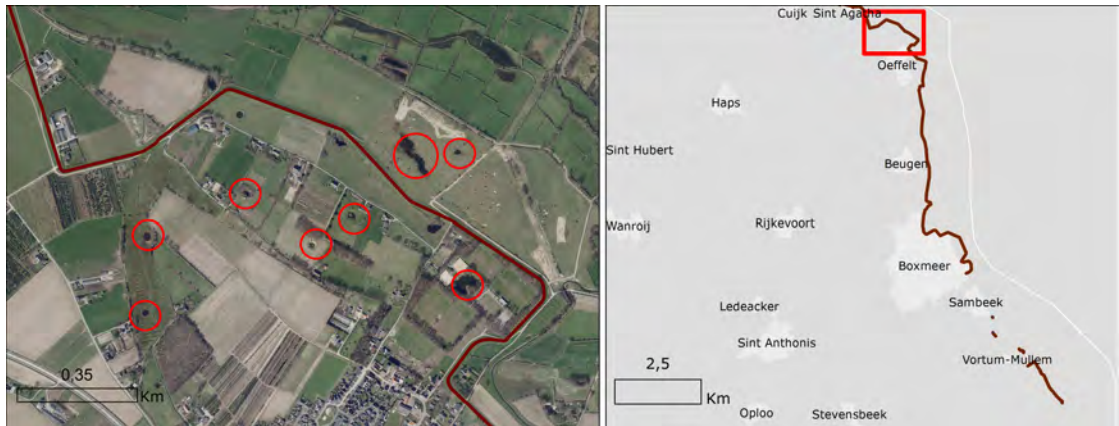 0,35
Km
Cuijk Sint Agatha
Oeffelt
Haps
Sint Hubert
Beugen
Wanroij
Rijkevoort
Boxmeer
Ledeacker
Sambeek
Sint Anthonis
Vortum-Mullem
2,5
Km
Oploo
Stevensbeek